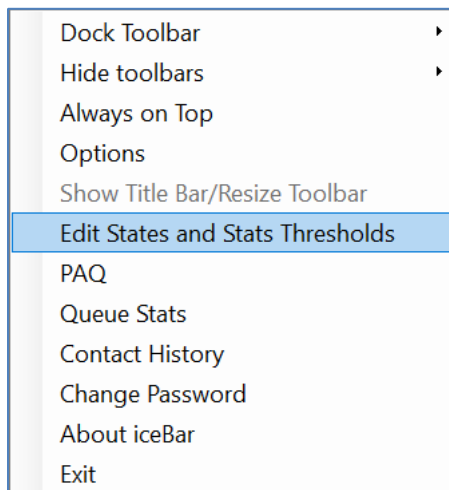 Dock Toolbar
Hide toolbars
Always on Top
Options
Show Title Bar/Resize Toolbar
Edit States and Stats Thresholds
PAQ
Queue Stats
Contact History
Change Password
About iceBar
Exit